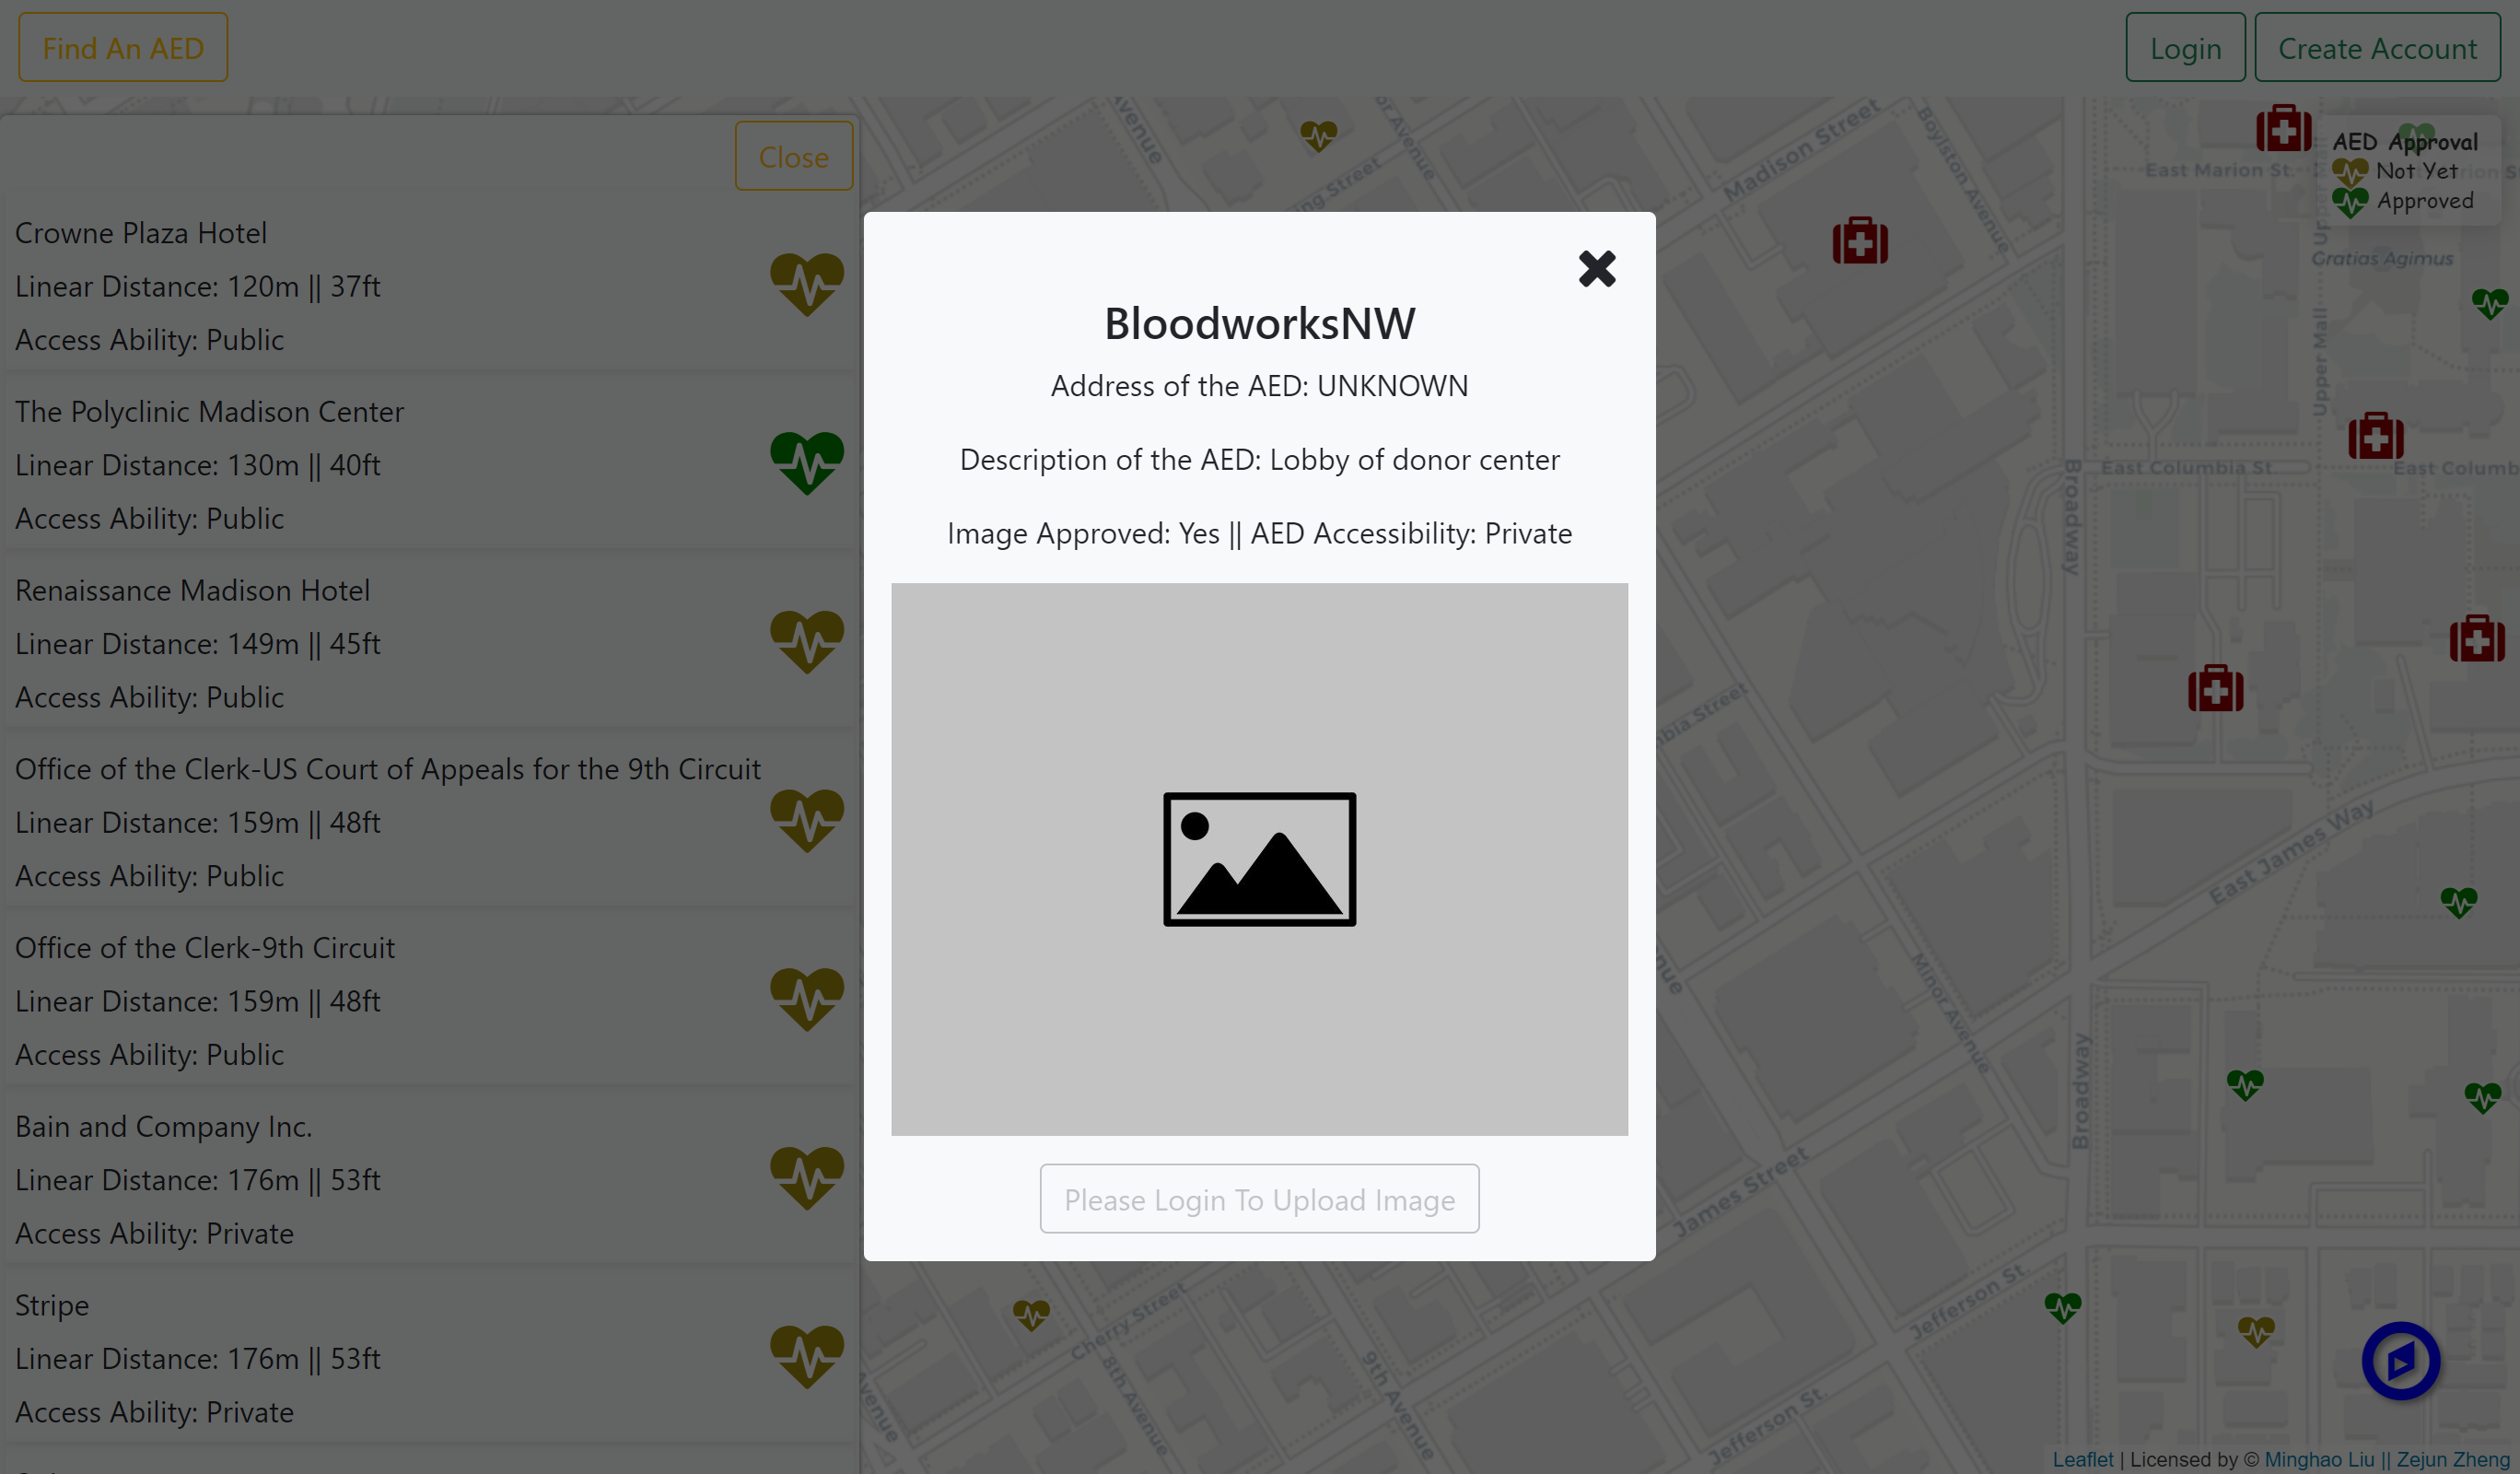 Find An AED
Login
Create Account
Close
Crowne Plaza Hotel
Linear Distance: 120m || 37ft
Access Ability: Public
The Polyclinic Madison Center
Linear Distance: 130m || 40ft
Access Ability: Public
Renaissance Madison Hotel
Linear Distance: 149m || 45ft
Access Ability: Public
Office of the Clerk-US Court of Appeals for the 9th Circuit
Linear Distance: 159m || 48ft
Access Ability: Public
Office of the Clerk-9th Circuit
Linear Distance: 159m || 48ft
Access Ability: Public
Bain and Company Inc.
Linear Distance: 176m || 53ft
Access Ability: Private
Stripe
Linear Distance: 176m || 53ft
Access Ability: Private
BloodworksNW
Address of the AED: UNKNOWN
Description of the AED: Lobby of donor center
Image Approved: Yes || AED Accessibility: Private
Please Login To Upload Image
AED Approval
Not Yet
Approved
Avenue
Avenue
Street
Madison Street
Boylston Avenue
East Marion St.
Gratias Agimus
Upper Mall
East Columbia St.
Broadway
Street
East James Way
Minor Avenue
Broadway
James Street
Jefferson St.
Jefferson St.
Cherry Street
8th Avenue
9th Avenue
Avenue
Leaflet | Licensed by © Minghao Liu || Zejun Zheng